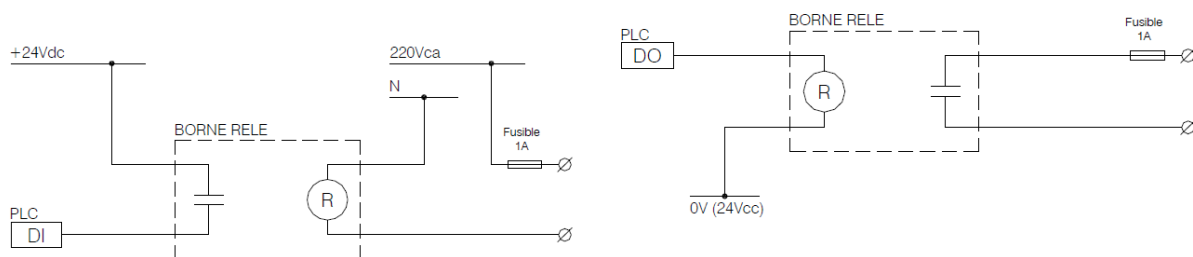 +24Vdc
220Vca
N
BORNE RELE
Fusible
1A
R
PLC
DI
BORNE RELE
Fusible
1A
PLC
DO
R
0V (24Vcc)